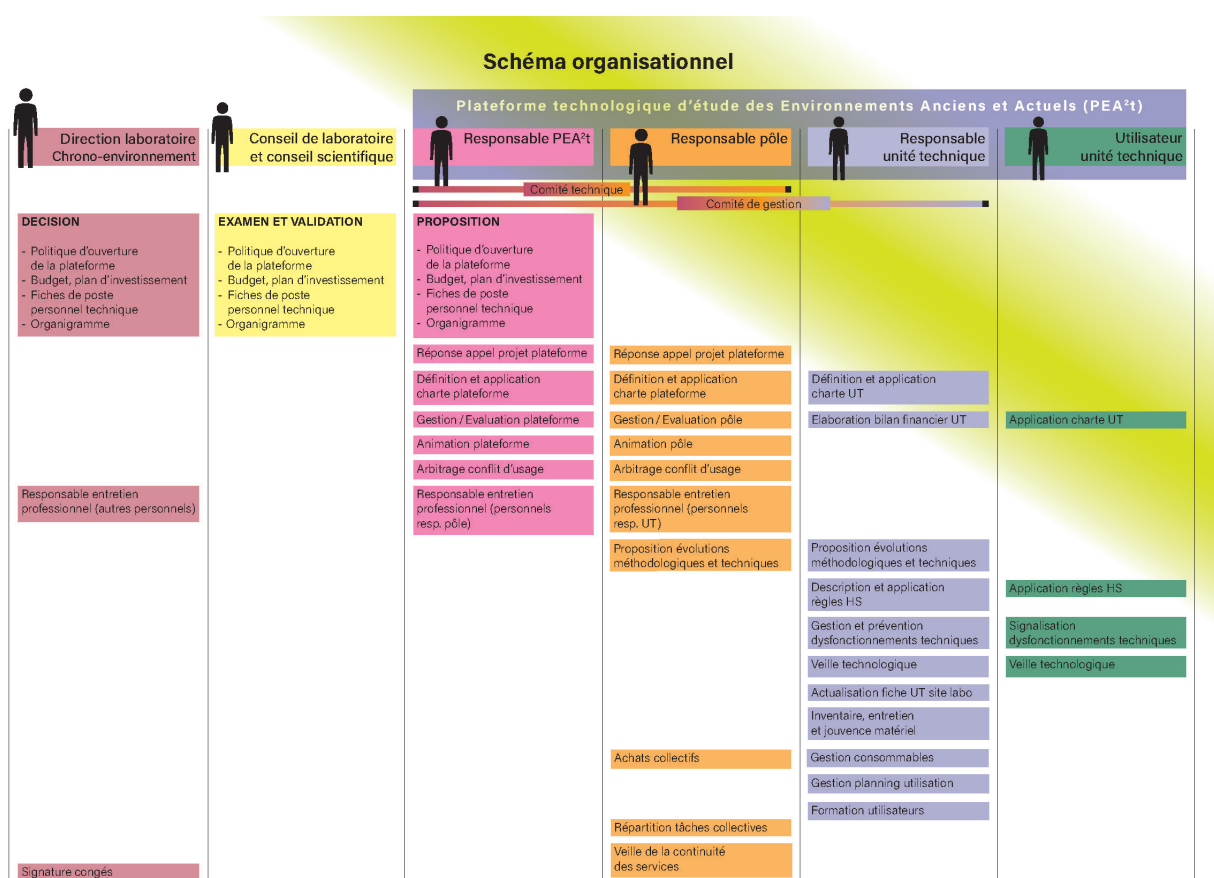 Schéma organisationnel
Plateforme technologique d'étude des Environnements Anciens et Actuels (PEA²t)
Direction laboratoire
Chrono-environnement
Conseil de laboratoire
et conseil scientifique
Responsable PEA²t
Responsable pôle
Responsable
unité technique
Utilisateur
unité technique
Comité technique
Comité de gestion
DECISION
- Politique d'ouverture
de la plateforme
- Budget, plan d'investissement
- Fiches de poste
personnel technique
- Organigramme
EXAMEN ET VALIDATION
- Politique d'ouverture
de la plateforme
- Budget, plan d'investissement
- Fiches de poste
personnel technique
- Organigramme
PROPOSITION
- Politique d'ouverture
de la plateforme
- Budget, plan d'investissement
- Fiches de poste
personnel technique
- Organigramme
Réponse appel projet plateforme
Réponse appel projet plateforme
Définition et application
charte plateforme
Définition et application
charte plateforme
Définition et application
charte UT
Gestion / Evaluation plateforme
Gestion / Evaluation pôle
Elaboration bilan financier UT
Application charte UT
Animation plateforme
Animation pôle
Arbitrage conflit d'usage
Arbitrage conflit d'usage
Responsable entretien
professionnel (autres personnels)
Responsable entretien
professionnel (personnels
resp. pôle)
Responsable entretien
professionnel (personnels
resp. UT)
Proposition évolutions
méthodologiques et techniques
Proposition évolutions
méthodologiques et techniques
Description et application
règles HS
Application règles HS
Gestion et prévention
dysfonctionnements techniques
Signalisation
dysfonctionnements techniques
Veille technologique
Veille technologique
Actualisation fiche UT site labo
Inventaire, entretien
et jouvence matériel
Achats collectifs
Gestion consommables
Gestion planning utilisation
Formation utilisateurs
Répartition tâches collectives
Veille de la continuité
des services
Signature congés